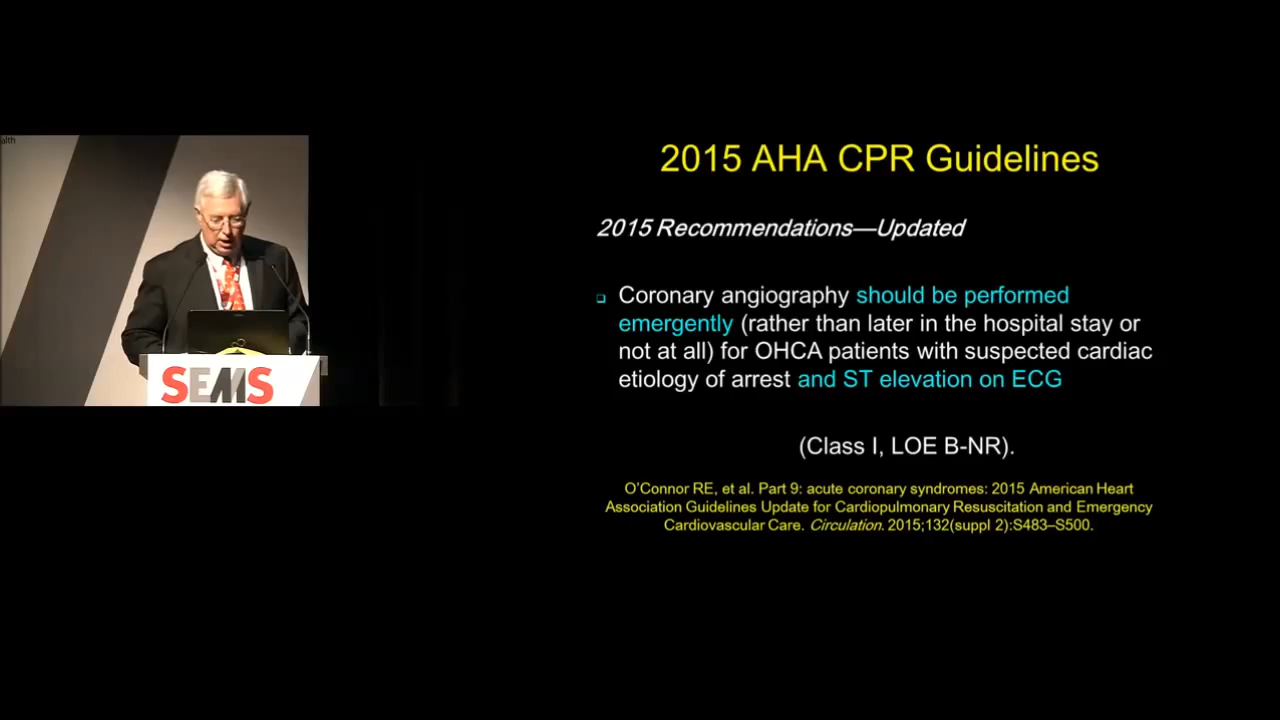 alth
SEMS
2015 AHA CPR Guidelines
2015 Recommendations—Updated
Coronary angiography should be performed
emergently (rather than later in the hospital stay or
not at all) for OHCA patients with suspected cardiac
etiology of arrest and ST elevation on ECG
(Class I, LOE B-NR).
O'Connor RE, et al. Part 9: acute coronary syndromes: 2015 American Heart
Association Guidelines Update for Cardiopulmonary Resuscitation and Emergency
Cardiovascular Care. Circulation. 2015;132(suppl 2):S483–S500.